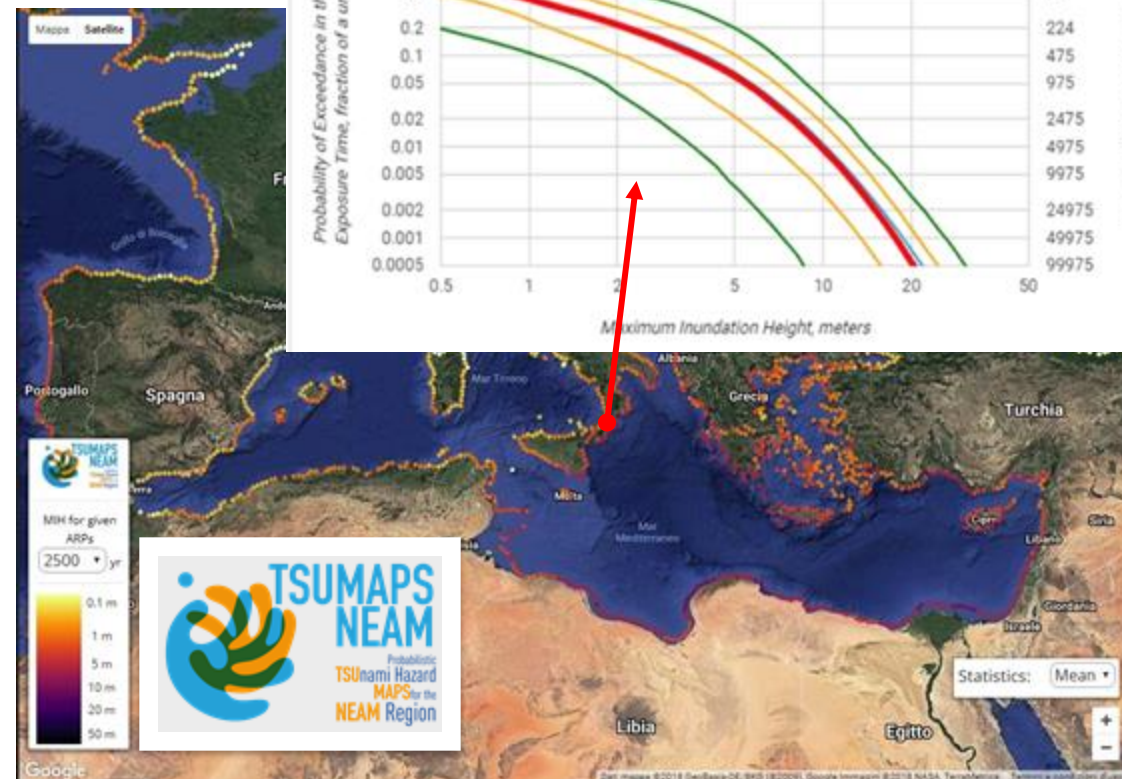 Mappa Satellite
Probability of Exceedance in th
Exposure Time, fraction of a u
0.2
0.1
0.05
0.02
0.01
0.005
0.002
0.001
0.0005
224
475
975
2475
4975
9975
24975
49975
99975
0.5 1 2 5 10 20 50
Maximum Inundation Height, meters
Golfo di Biscaglia
Portogallo
Spagna
Mar Tirreno
Albania
Grecia
Turchia
Malta
Mar
Mediterraneo
Cipro
Siria
Libano
Israele
Giordania
Libia
Egitto
TSUMAPS
NEAM
MIH for given
ARPs
2500 yr
0.1 m
1 m
5 m
10 m
20 m
50 m
TSUMAPS
NEAM
Probabilistic
TSUnami Hazard
MAPS for the
NEAM Region
Statistics: Mean
+
−
Google